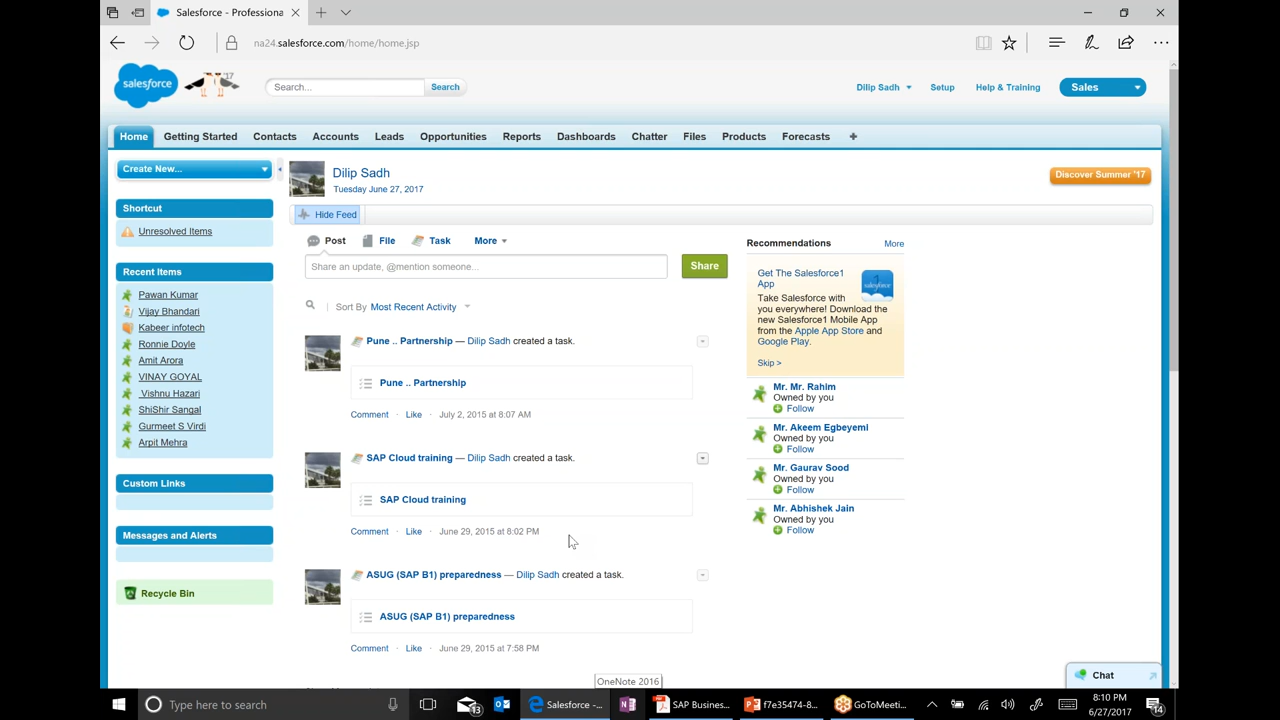 Salesforce - Professiona
na24.salesforce.com/home/home.jsp
salesforce
'17
Search...
Search
Dilip Sadh
Setup
Help & Training
Sales
Home
Getting Started
Contacts
Accounts
Leads
Opportunities
Reports
Dashboards
Chatter
Files
Products
Forecasts
Create New...
Shortcut
Unresolved Items
Recent Items
Pawan Kumar
Vijay Bhandari
Kabeer infotech
Ronnie Doyle
Amit Arora
VINAY GOYAL
Vishnu Hazari
ShiShir Sangal
Gurmeet S Virdi
Arpit Mehra
Custom Links
Messages and Alerts
Recycle Bin
Dilip Sadh
Tuesday June 27, 2017
Discover Summer '17
Hide Feed
Post
File
Task
More
Share an update, @mention someone...
Share
Sort By Most Recent Activity
Pune .. Partnership — Dilip Sadh created a task.
Pune .. Partnership
Comment · Like · July 2, 2015 at 8:07 AM
SAP Cloud training — Dilip Sadh created a task.
SAP Cloud training
Comment · Like · June 29, 2015 at 8:02 PM
ASUG (SAP B1) preparedness — Dilip Sadh created a task.
ASUG (SAP B1) preparedness
Comment · Like · June 29, 2015 at 7:58 PM
Recommendations
More
Get The Salesforce1
App
salesforce
Take Salesforce with
you everywhere! Download the
new Salesforce1 Mobile App
from the Apple App Store and
Google Play.
Skip >
Mr. Mr. Rahim
Owned by you
Follow
Mr. Akeem Egbeyemi
Owned by you
Follow
Mr. Gaurav Sood
Owned by you
Follow
Mr. Abhishek Jain
Owned by you
Follow
Chat
OneNote 2016
Type here to search
13
Salesforce -...
SAP Busines...
f7e35474-8...
GoToMeeti...
8:10 PM
6/27/2017
14